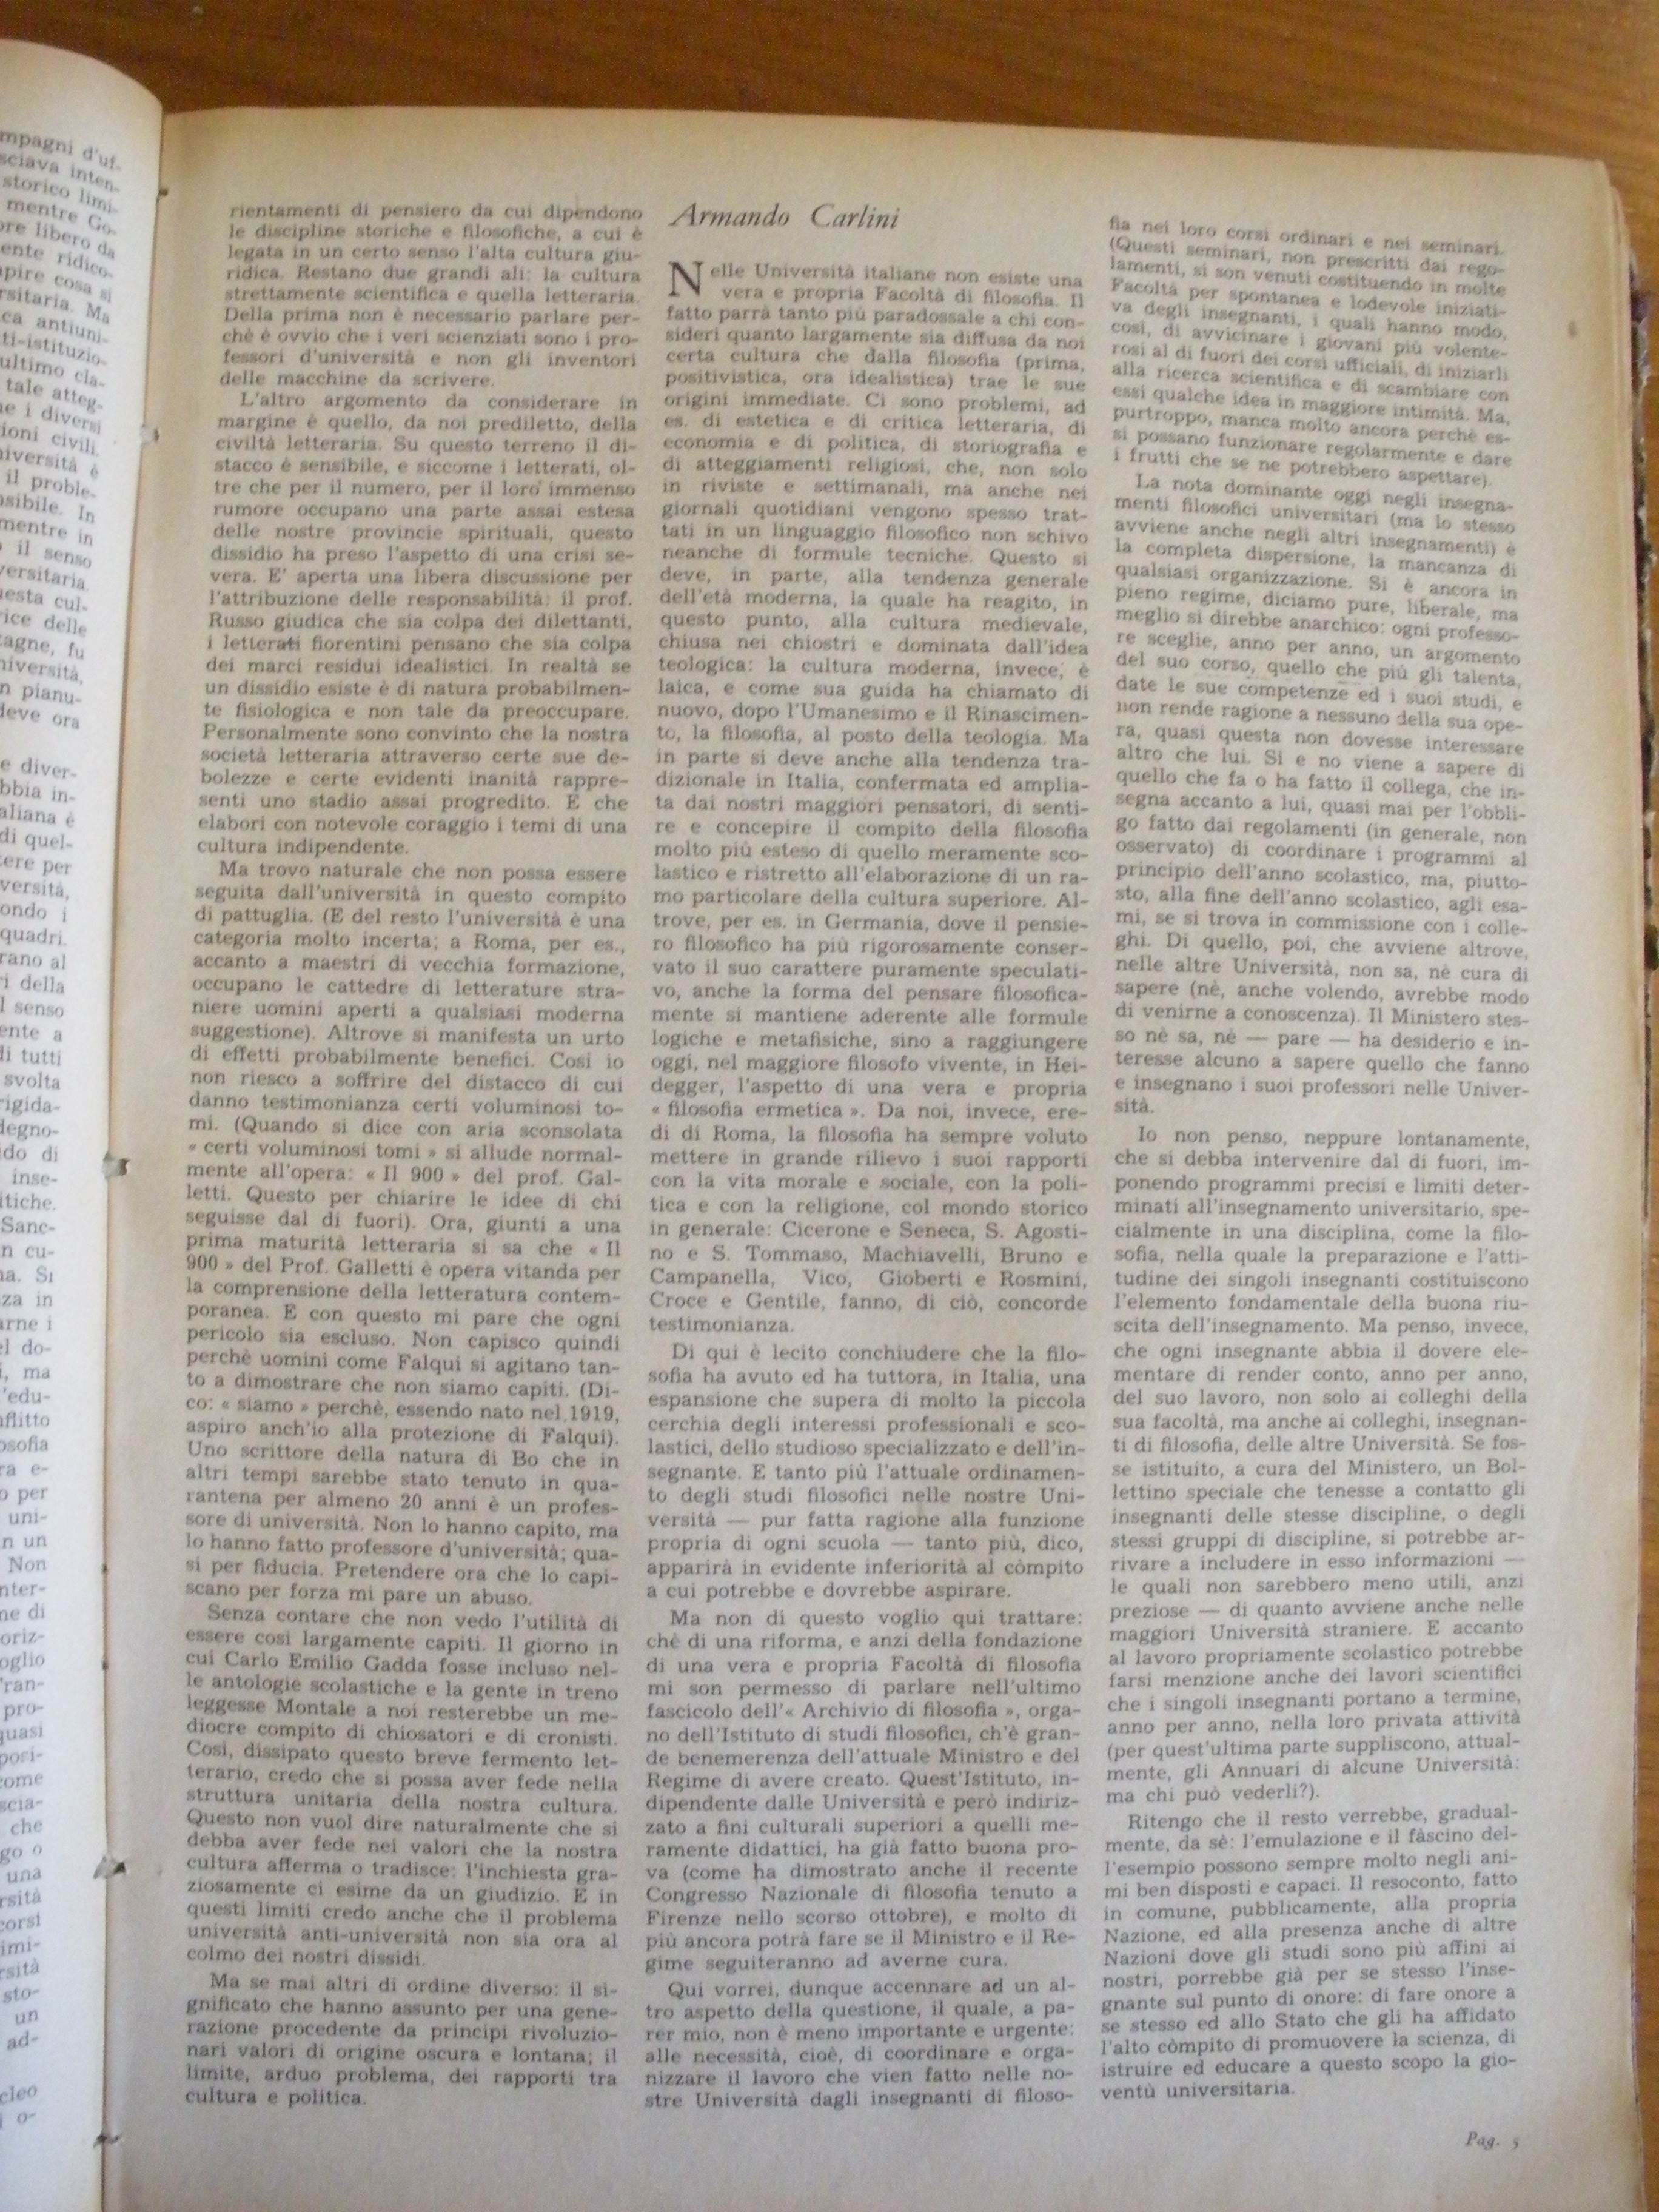 rientamenti di pensiero da cui dipendono
le discipline storiche e filosofiche, a cui è
legata in un certo senso l'alta cultura giu-
ridica. Restano due grandi ali: la cultura
strettamente scientifica e quella letteraria.
Della prima non è necessario parlare per-
chè è ovvio che i veri scienziati sono i pro-
fessori d'università e non gli inventori
delle macchine da scrivere.
L'altro argomento da considerare in
margine è quello, da noi prediletto, della
civiltà letteraria. Su questo terreno il di-
stacco è sensibile, e siccome i letterati, ol-
tre che per il numero, per il loro immenso
rumore occupano una parte assai estesa
delle nostre provincie spirituali, questo
dissidio ha preso l'aspetto di una crisi se-
vera. E' aperta una libera discussione per
l'attribuzione delle responsabilità: il prof.
Russo giudica che sia colpa dei dilettanti,
i letterati fiorentini pensano che sia colpa
dei marci residui idealistici. In realtà se
un dissidio esiste è di natura probabilmen-
te fisiologica e non tale da preoccupare.
Personalmente sono convinto che la nostra
società letteraria attraverso certe sue de-
bolezze e certe evidenti inanità rappre-
senti uno stadio assai progredito. E che
elabori con notevole coraggio i temi di una
cultura indipendente.
Ma trovo naturale che non possa essere
seguita dall'università in questo compito
di pattuglia. (E del resto l'università è una
categoria molto incerta; a Roma, per es.,
accanto a maestri di vecchia formazione,
occupano le cattedre di letterature stra-
niere uomini aperti a qualsiasi moderna
suggestione). Altrove si manifesta un urto
di effetti probabilmente benefici. Così io
non riesco a soffrire del distacco di cui
danno testimonianza certi voluminosi to-
mi. (Quando si dice con aria sconsolata
« certi voluminosi tomi » si allude normal-
mente all'opera: « Il 900 » del prof. Gal-
letti. Questo per chiarire le idee di chi
seguisse dal di fuori). Ora, giunti a una
prima maturità letteraria si sa che « Il
900 » del Prof. Galletti è opera vitanda per
la comprensione della letteratura contem-
poranea. E con questo mi pare che ogni
pericolo sia escluso. Non capisco quindi
perchè uomini come Falqui si agitano tan-
to a dimostrare che non siamo capiti. (Di-
co: « siamo » perchè, essendo nato nel 1919,
aspiro anch'io alla protezione di Falqui).
Uno scrittore della natura di Bo che in
altri tempi sarebbe stato tenuto in qua-
rantena per almeno 20 anni è un profes-
sore di università. Non lo hanno capito, ma
lo hanno fatto professore d'università; qua-
si per fiducia. Pretendere ora che lo capi-
scano per forza mi pare un abuso.
Senza contare che non vedo l'utilità di
essere così largamente capiti. Il giorno in
cui Carlo Emilio Gadda fosse incluso nel-
le antologie scolastiche e la gente in treno
leggesse Montale a noi resterebbe un me-
diocre compito di chiosatori e di cronisti.
Così, dissipato questo breve fermento let-
terario, credo che si possa aver fede nella
struttura unitaria della nostra cultura.
Questo non vuol dire naturalmente che si
debba aver fede nei valori che la nostra
cultura afferma o tradisce: l'inchiesta gra-
ziosamente ci esime da un giudizio. E in
questi limiti credo anche che il problema
università anti-università non sia ora al
colmo dei nostri dissidi.
Ma se mai altri di ordine diverso: il si-
gnificato che hanno assunto per una gene-
razione procedente da principi rivoluzio-
nari valori di origine oscura e lontana; il
limite, arduo problema, dei rapporti tra
cultura e politica.
Armando Carlini
Nelle Università italiane non esiste una
vera e propria Facoltà di filosofia. Il
fatto parrà tanto più paradossale a chi con-
sideri quanto largamente sia diffusa da noi
certa cultura che dalla filosofia (prima,
positivistica, ora idealistica) trae le sue
origini immediate. Ci sono problemi, ad
es. di estetica e di critica letteraria, di
economia e di politica, di storiografia e
di atteggiamenti religiosi, che, non solo
in riviste e settimanali, ma anche nei
giornali quotidiani vengono spesso trat-
tati in un linguaggio filosofico non schivo
neanche di formule tecniche. Questo si
deve, in parte, alla tendenza generale
dell'età moderna, la quale ha reagito, in
questo punto, alla cultura medievale,
chiusa nei chiostri e dominata dall'idea
teologica: la cultura moderna, invece, è
laica, e come sua guida ha chiamato di
nuovo, dopo l'Umanesimo e il Rinascimen-
to, la filosofia, al posto della teologia. Ma
in parte si deve anche alla tendenza tra-
dizionale in Italia, confermata ed amplia-
ta dai nostri maggiori pensatori, di senti-
re e concepire il compito della filosofia
molto più esteso di quello meramente sco-
lastico e ristretto all'elaborazione di un ra-
mo particolare della cultura superiore. Al-
trove, per es. in Germania, dove il pensie-
ro filosofico ha più rigorosamente conser-
vato il suo carattere puramente speculati-
vo, anche la forma del pensare filosofica-
mente si mantiene aderente alle formule
logiche e metafisiche, sino a raggiungere
oggi, nel maggiore filosofo vivente, in Hei-
degger, l'aspetto di una vera e propria
« filosofia ermetica ». Da noi, invece, ere-
di di Roma, la filosofia ha sempre voluto
mettere in grande rilievo i suoi rapporti
con la vita morale e sociale, con la poli-
tica e con la religione, col mondo storico
in generale: Cicerone e Seneca, S. Agosti-
no e S. Tommaso, Machiavelli, Bruno e
Campanella, Vico, Gioberti e Rosmini,
Croce e Gentile, fanno, di ciò, concorde
testimonianza.
Di qui è lecito conchiudere che la filo-
sofia ha avuto ed ha tuttora, in Italia, una
espansione che supera di molto la piccola
cerchia degli interessi professionali e sco-
lastici, dello studioso specializzato e dell'in-
segnante. E tanto più l'attuale ordinamen-
to degli studi filosofici nelle nostre Uni-
versità — pur fatta ragione alla funzione
propria di ogni scuola — tanto più, dico,
apparirà in evidente inferiorità al còmpito
a cui potrebbe e dovrebbe aspirare.
Ma non di questo voglio qui trattare:
chè di una riforma, e anzi della fondazione
di una vera e propria Facoltà di filosofia
mi son permesso di parlare nell'ultimo
fascicolo dell'« Archivio di filosofia », orga-
no dell'Istituto di studi filosofici, ch'è gran-
de benemerenza dell'attuale Ministro e del
Regime di avere creato. Quest'Istituto, in-
dipendente dalle Università e però indiriz-
zato a fini culturali superiori a quelli me-
ramente didattici, ha già fatto buona pro-
va (come ha dimostrato anche il recente
Congresso Nazionale di filosofia tenuto a
Firenze nello scorso ottobre), e molto di
più ancora potrà fare se il Ministro e il Re-
gime seguiteranno ad averne cura.
Qui vorrei, dunque accennare ad un al-
tro aspetto della questione, il quale, a pa-
rer mio, non è meno importante e urgente:
alle necessità, cioè, di coordinare e orga-
nizzare il lavoro che vien fatto nelle no-
stre Università dagli insegnanti di filoso-
fia nei loro corsi ordinari e nei seminari.
(Questi seminari, non prescritti dai rego-
lamenti, si son venuti costituendo in molte
Facoltà per spontanea e lodevole iniziati-
va degli insegnanti, i quali hanno modo,
così, di avvicinare i giovani più volente-
rosi al di fuori dei corsi ufficiali, di iniziarli
alla ricerca scientifica e di scambiare con
essi qualche idea in maggiore intimità. Ma,
purtroppo, manca molto ancora perchè es-
si possano funzionare regolarmente e dare
i frutti che se ne potrebbero aspettare).
La nota dominante oggi negli insegna-
menti filosofici universitari (ma lo stesso
avviene anche negli altri insegnamenti) è
la completa dispersione, la mancanza di
qualsiasi organizzazione. Si è ancora in
pieno regime, diciamo pure, liberale, ma
meglio si direbbe anarchico: ogni professo-
re sceglie, anno per anno, un argomento
del suo corso, quello che più gli talenta,
date le sue competenze ed i suoi studi, e
non rende ragione a nessuno della sua ope-
ra, quasi questa non dovesse interessare
altro che lui. Si e no viene a sapere di
quello che fa o ha fatto il collega, che in-
segna accanto a lui, quasi mai per l'obbli-
go fatto dai regolamenti (in generale, non
osservato) di coordinare i programmi al
principio dell'anno scolastico, ma, piutto-
sto, alla fine dell'anno scolastico, agli esa-
mi, se si trova in commissione con i colle-
ghi. Di quello, poi, che avviene altrove,
nelle altre Università, non sa, nè cura di
sapere (nè, anche volendo, avrebbe modo
di venirne a conoscenza). Il Ministero stes-
so nè sa, nè — pare — ha desiderio e in-
teresse alcuno a sapere quello che fanno
e insegnano i suoi professori nelle Univer-
sità.
Io non penso, neppure lontanamente,
che si debba intervenire dal di fuori, im-
ponendo programmi precisi e limiti deter-
minati all'insegnamento universitario, spe-
cialmente in una disciplina, come la filo-
sofia, nella quale la preparazione e l'atti-
tudine dei singoli insegnanti costituiscono
l'elemento fondamentale della buona riu-
scita dell'insegnamento. Ma penso, invece,
che ogni insegnante abbia il dovere ele-
mentare di render conto, anno per anno,
del suo lavoro, non solo ai colleghi della
sua facoltà, ma anche ai colleghi, insegnan-
ti di filosofia, delle altre Università. Se fos-
se istituito, a cura del Ministero, un Bol-
lettino speciale che tenesse a contatto gli
insegnanti delle stesse discipline, o degli
stessi gruppi di discipline, si potrebbe ar-
rivare a includere in esso informazioni —
le quali non sarebbero meno utili, anzi
preziose — di quanto avviene anche nelle
maggiori Università straniere. E accanto
al lavoro propriamente scolastico potrebbe
farsi menzione anche dei lavori scientifici
che i singoli insegnanti portano a termine,
anno per anno, nella loro privata attività
(per quest'ultima parte suppliscono, attual-
mente, gli Annuari di alcune Università:
ma chi può vederli?).
Ritengo che il resto verrebbe, gradual-
mente, da sè: l'emulazione e il fàscino del-
l'esempio possono sempre molto negli ani-
mi ben disposti e capaci. Il resoconto, fatto
in comune, pubblicamente, alla propria
Nazione, ed alla presenza anche di altre
Nazioni dove gli studi sono più affini ai
nostri, porrebbe già per se stesso l'inse-
gnante sul punto di onore: di fare onore a
se stesso ed allo Stato che gli ha affidato
l'alto còmpito di promuovere la scienza, di
istruire ed educare a questo scopo la gio-
ventù universitaria.
Pag. 5